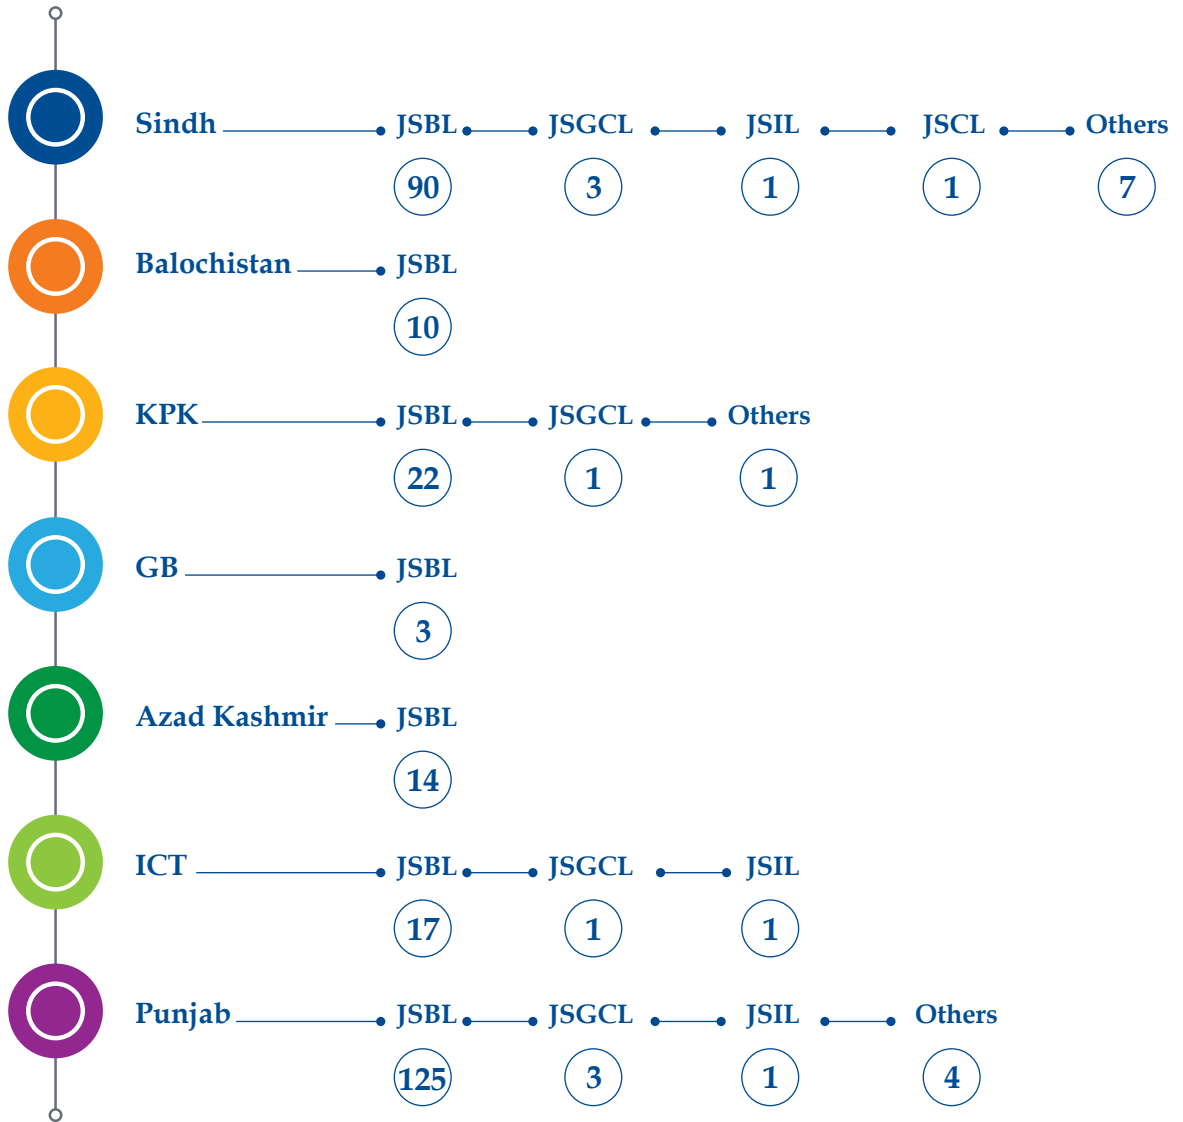 Sindh JSBL JSGCL JSIL JSCL Others
90 3 1 1 7
Balochistan JSBL
10
KPK JSBL JSGCL Others
22 1 1
GB JSBL
3
Azad Kashmir JSBL
14
ICT JSBL JSGCL JSIL
17 1 1
Punjab JSBL JSGCL JSIL Others
125 3 1 4